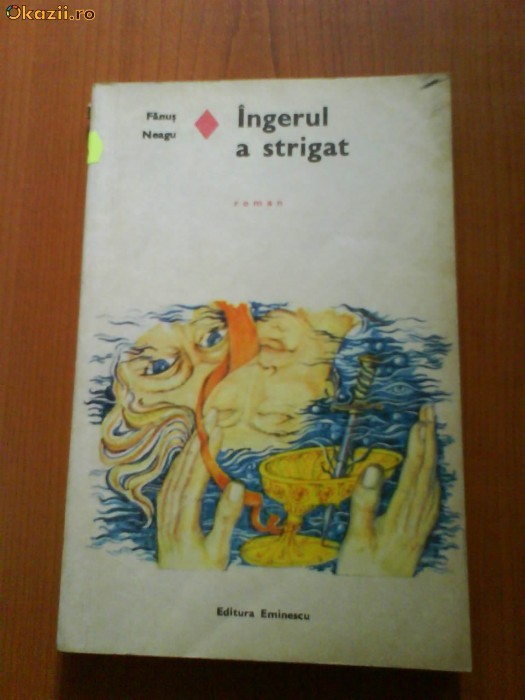 Okazii.ro
Fănuș
Neagu
Îngerul
a strigat
roman
Editura Eminescu